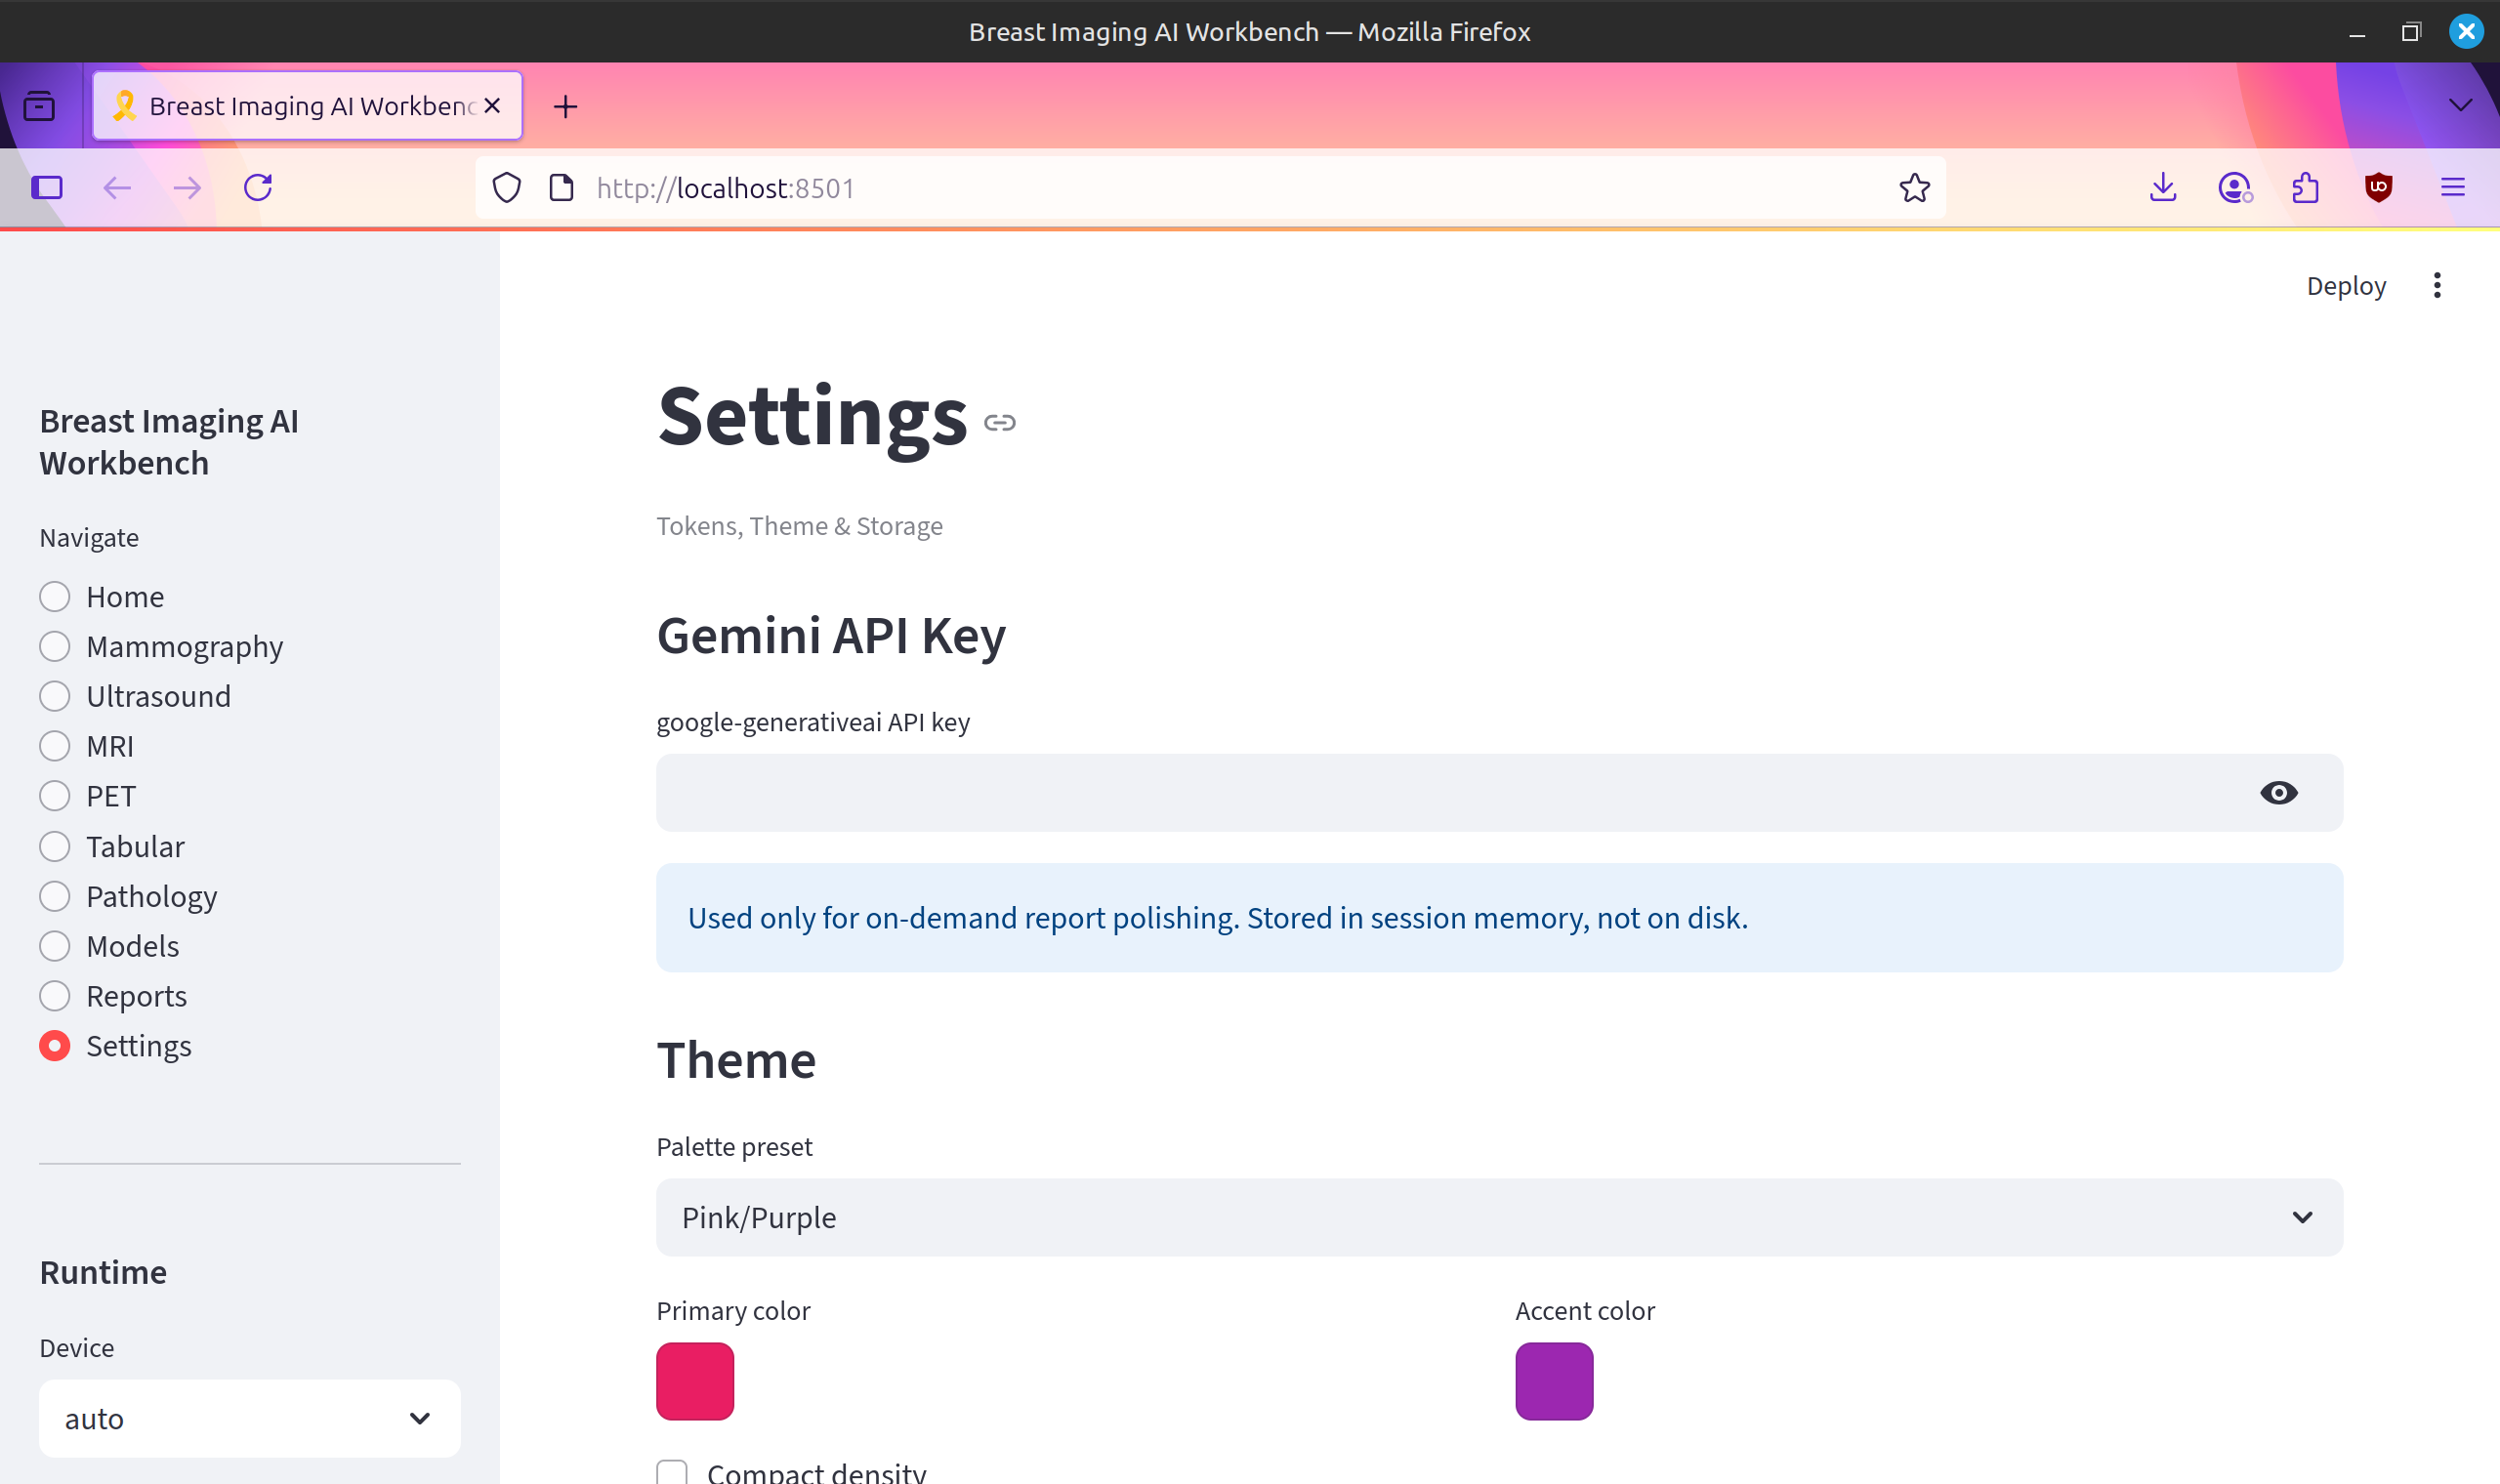 Breast Imaging AI Workbench — Mozilla Firefox
Breast Imaging AI Workbenc
http://localhost:8501
Deploy
Breast Imaging AI
Workbench
Navigate
Home
Mammography
Ultrasound
MRI
PET
Tabular
Pathology
Models
Reports
Settings
Runtime
Device
auto
Settings
Tokens, Theme & Storage
Gemini API Key
google-generativeai API key
Used only for on-demand report polishing. Stored in session memory, not on disk.
Theme
Palette preset
Pink/Purple
Primary color
Accent color
Compact density